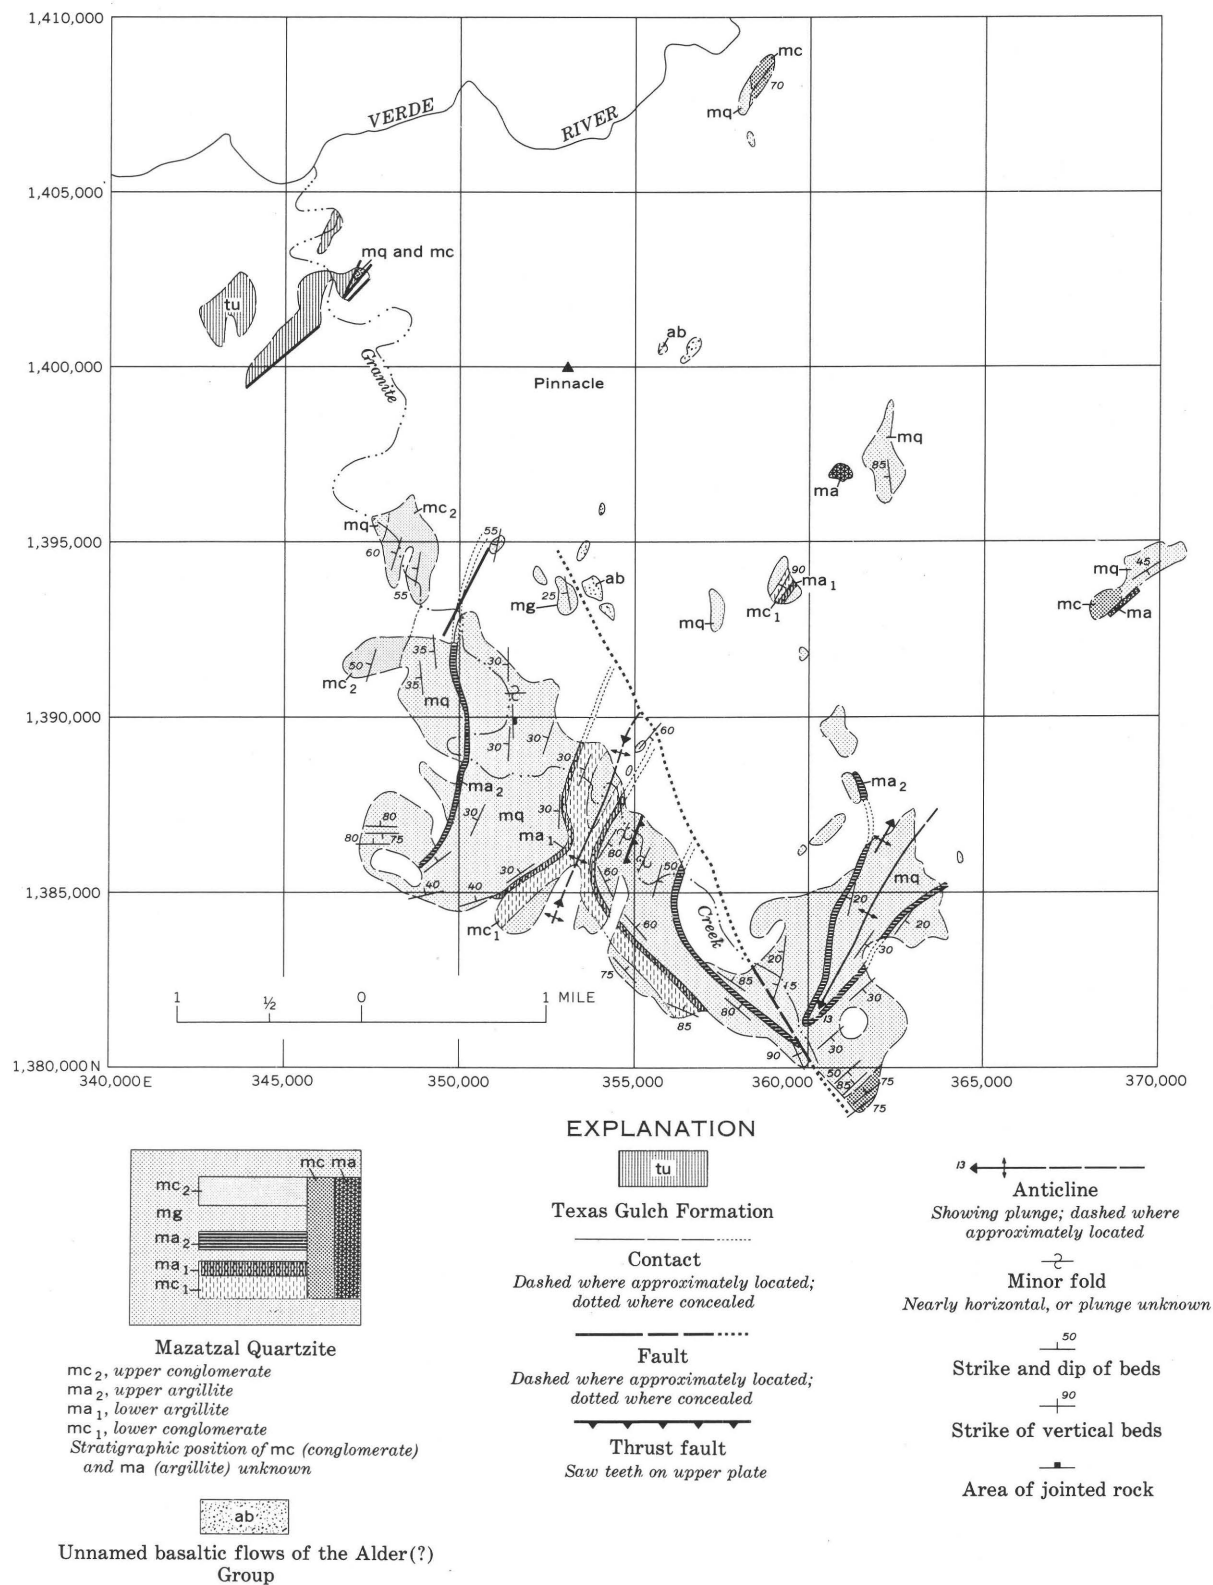 1,410,000
mc
70
VERDE
RIVER
mq
1,405,000
mq and mc
tu
ab
1,400,000
Pinnacle
Granite
mq
85
ma
mc₂
mq
55
1,395,000
60
90
mq
45
ma₁
ab
25
mg
55
mc₁
mc
ma
mq
35
50
30
mc₂
35
mq
1,390,000
60
30
30
30
ma₂
ma₂
80
30
mq
30
80
75
ma₁
80
50
mq
30
60
1,385,000
40
40
20
mc₁
60
Creek
20
30
20
75
85
15
30
1 ½ 0 1 MILE
85
80
13
90
30
1,380,000 N
50
85
75
75
340,000 E 345,000 350,000 355,000 360,000 365,000 370,000
EXPLANATION
mc ma
mc₂
mg
ma₂
ma₁
mc₁
Mazatzal Quartzite
mc₂, upper conglomerate
ma₂, upper argillite
ma₁, lower argillite
mc₁, lower conglomerate
Stratigraphic position of mc (conglomerate)
and ma (argillite) unknown
ab
Unnamed basaltic flows of the Alder(?)
Group
tu
Texas Gulch Formation
Contact
Dashed where approximately located;
dotted where concealed
Fault
Dashed where approximately located;
dotted where concealed
Thrust fault
Saw teeth on upper plate
13
Anticline
Showing plunge; dashed where
approximately located
Minor fold
Nearly horizontal, or plunge unknown
50
Strike and dip of beds
90
Strike of vertical beds
Area of jointed rock